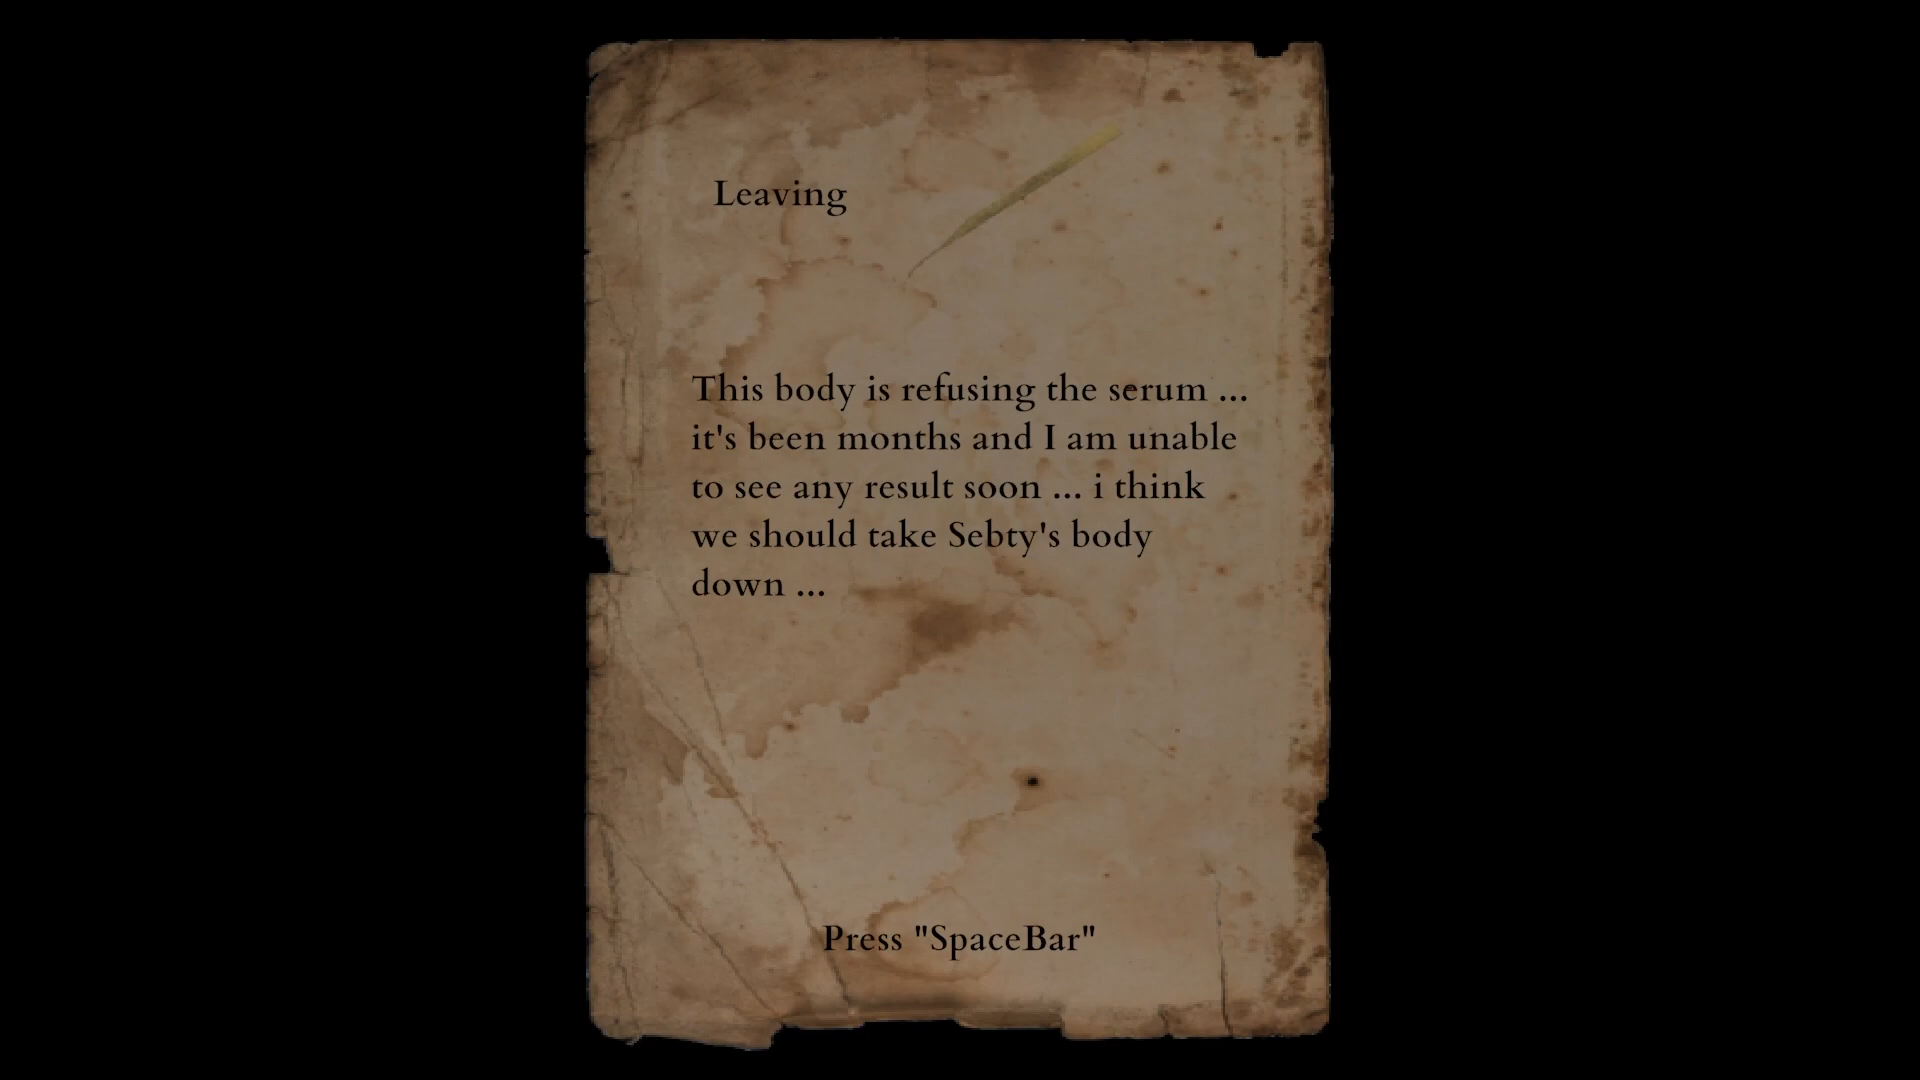 Leaving
This body is refusing the serum ...
it's been months and I am unable
to see any result soon ... i think
we should take Sebty's body
down ...
Press "SpaceBar"